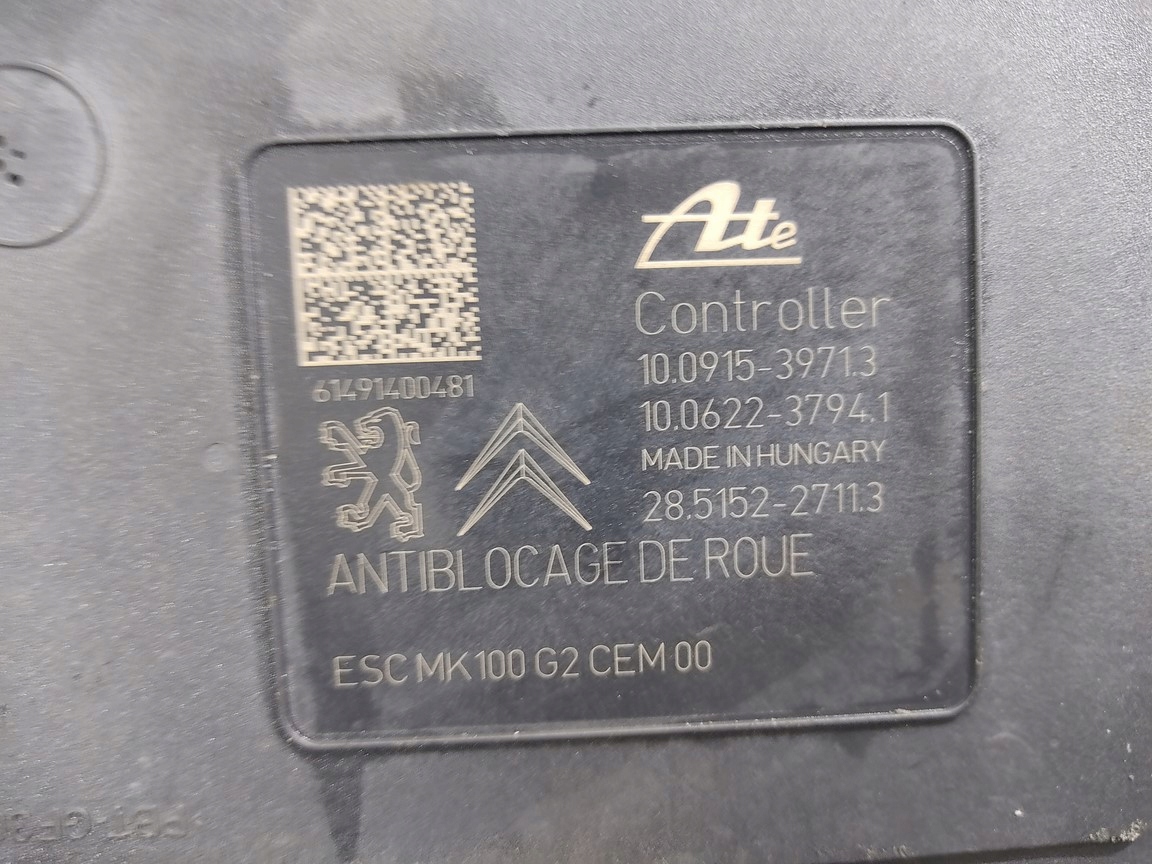 Ate
Controller
10.0915-3971.3
10.0622-3794.1
MADE IN HUNGARY
28.5152-2711.3
61491400481
ANTIBLOCAGE DE ROUE
ESC MK100 G2 CEM 00